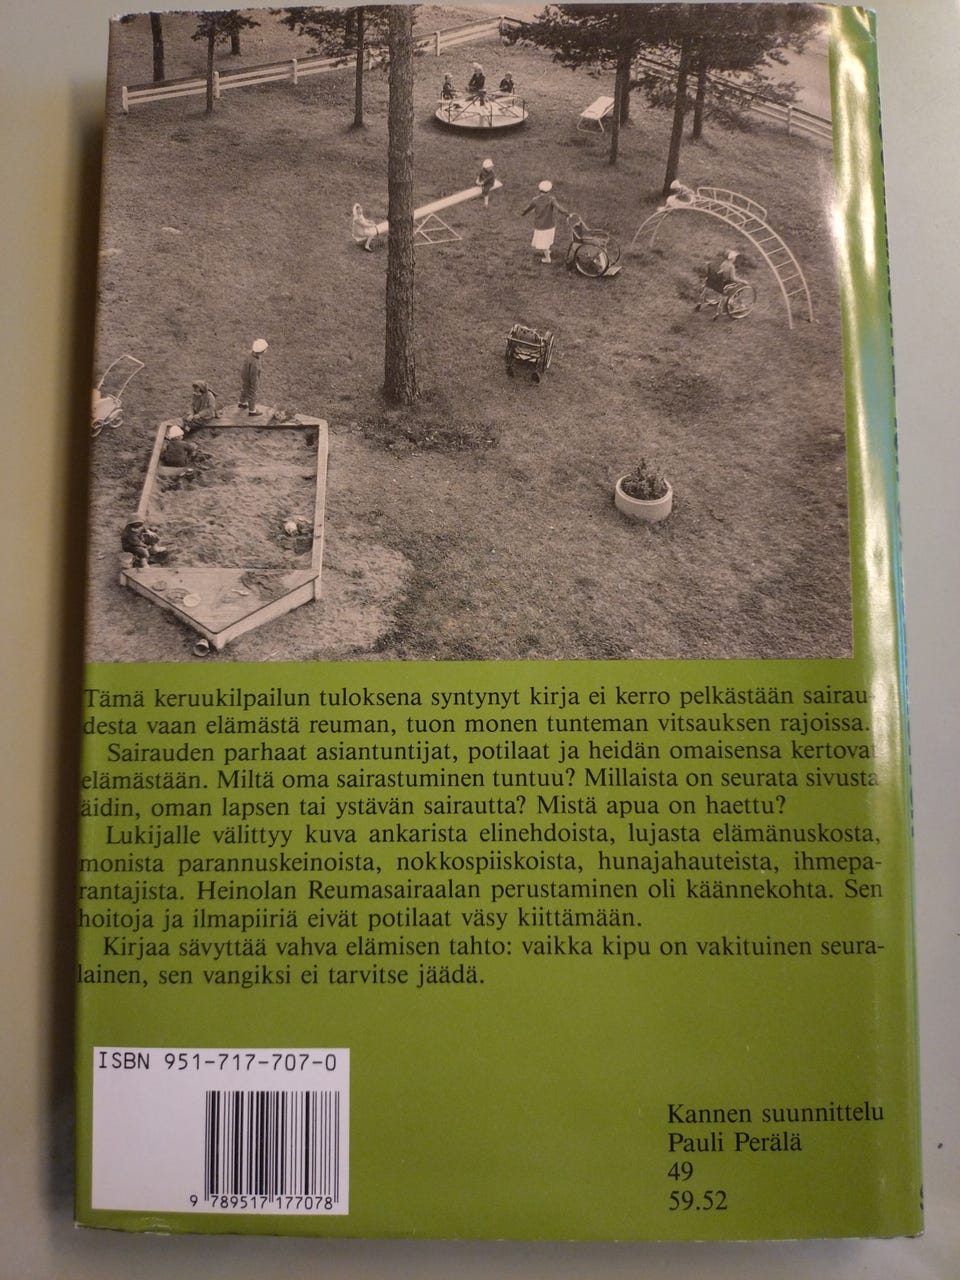 Tämä keruukilpailun tuloksena syntynyt kirja ei kerro pelkästään sairau-
desta vaan elämästä reuman, tuon monen tunteman vitsauksen rajoissa.
Sairauden parhaat asiantuntijat, potilaat ja heidän omaisensa kertovat
elämästään. Miltä oma sairastuminen tuntuu? Millaista on seurata sivusta
äidin, oman lapsen tai ystävän sairautta? Mistä apua on haettu?
Lukijalle välittyy kuva ankarista elinehdoista, lujasta elämänuskosta,
monista parannuskeinoista, nokkospiiskoista, hunajahauteista, ihmepa-
rantajista. Heinolan Reumasairaalan perustaminen oli käännekohta. Sen
hoitoja ja ilmapiiriä eivät potilaat väsy kiittämään.
Kirjaa sävyttää vahva elämisen tahto: vaikka kipu on vakituinen seura-
lainen, sen vangiksi ei tarvitse jäädä.
ISBN 951-717-707-0
9 789517 177078
Kannen suunnittelu
Pauli Perälä
49
59.52